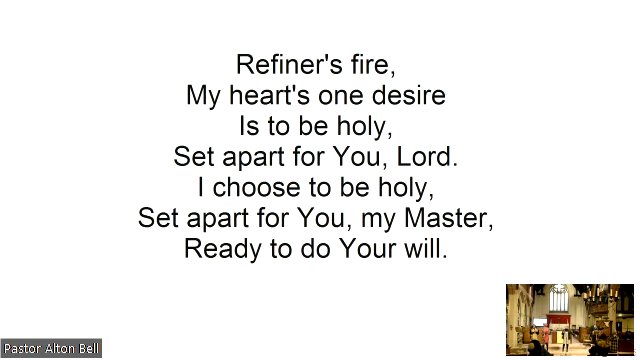 Refiner's fire,
My heart's one desire
Is to be holy,
Set apart for You, Lord.
I choose to be holy,
Set apart for You, my Master,
Ready to do Your will.
Pastor Alton Bell